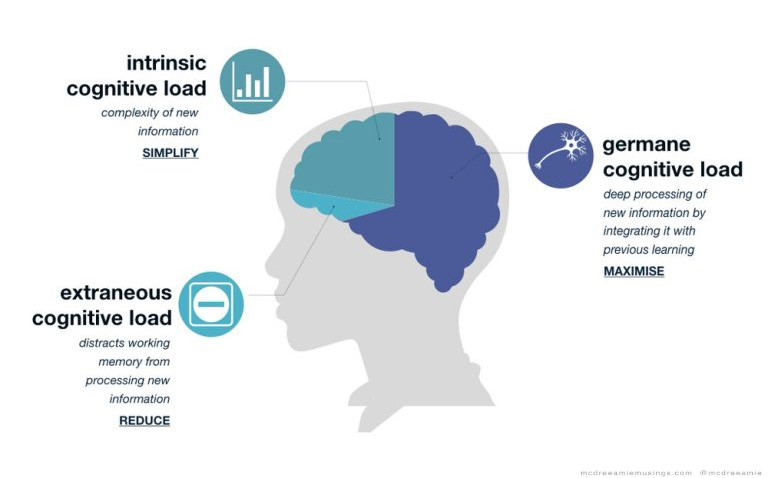 intrinsic
cognitive load
complexity of new
information
SIMPLIFY
germane
cognitive load
deep processing of
new information by
integrating it with
previous learning
MAXIMISE
extraneous
cognitive load
distracts working
memory from
processing new
information
REDUCE
mcdreeamiemusings.com @mcdreeamie